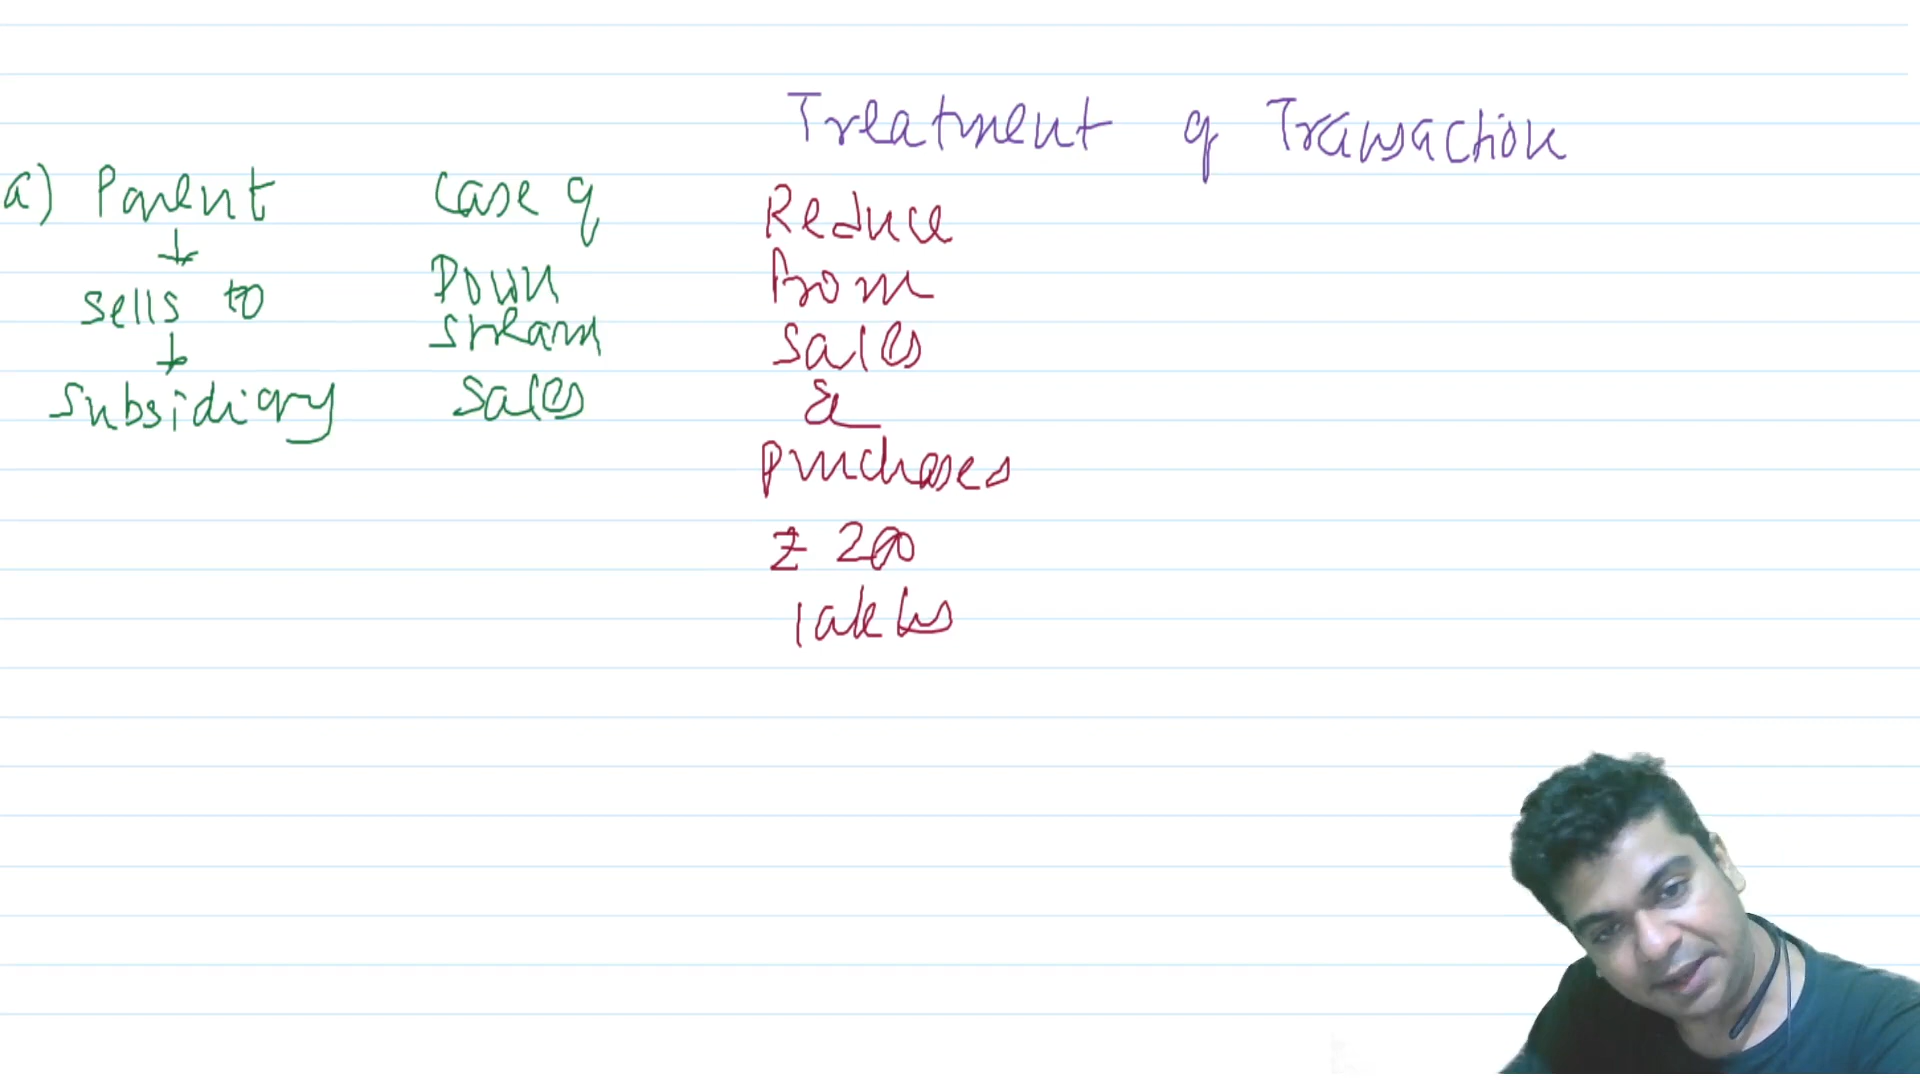 Treatment of Transaction
a) Parent
↓
sells to
↓
Subsidiary
Case of
Down
stream
Sales
Reduce
from
Sales
&
purchases
₹ 200
lakhs